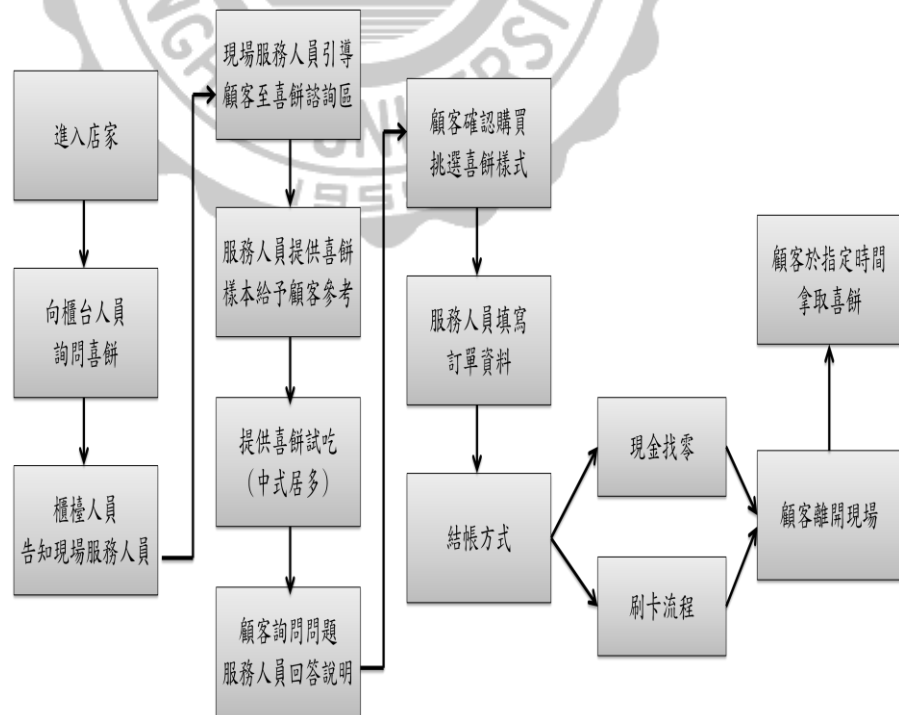 進入店家
向櫃台人員
詢問喜餅
櫃檯人員
告知現場服務人員
現場服務人員引導
顧客至喜餅諮詢區
服務人員提供喜餅
樣本給予顧客參考
提供喜餅試吃
（中式居多）
顧客詢問問題
服務人員回答說明
顧客確認購買
挑選喜餅樣式
服務人員填寫
訂單資料
結帳方式
現金找零
刷卡流程
顧客離開現場
顧客於指定時間
拿取喜餅